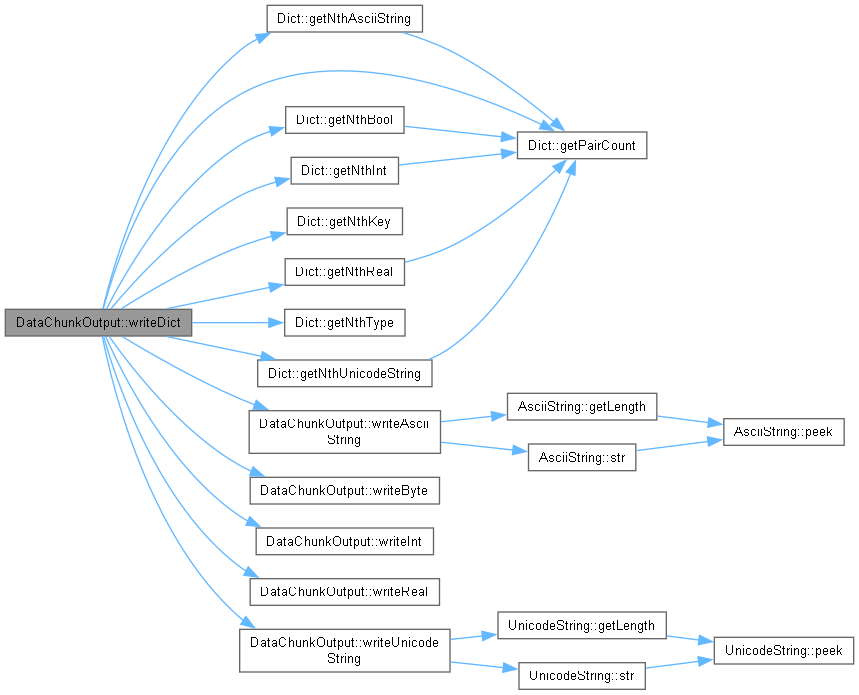 Dict::getNthAsciiString
Dict::getNthBool
Dict::getPairCount
Dict::getNthInt
Dict::getNthKey
Dict::getNthReal
DataChunkOutput::writeDict
Dict::getNthType
Dict::getNthUnicodeString
AsciiString::getLength
DataChunkOutput::writeAscii
String
AsciiString::peek
AsciiString::str
DataChunkOutput::writeByte
DataChunkOutput::writeInt
DataChunkOutput::writeReal
UnicodeString::getLength
DataChunkOutput::writeUnicode
String
UnicodeString::peek
UnicodeString::str